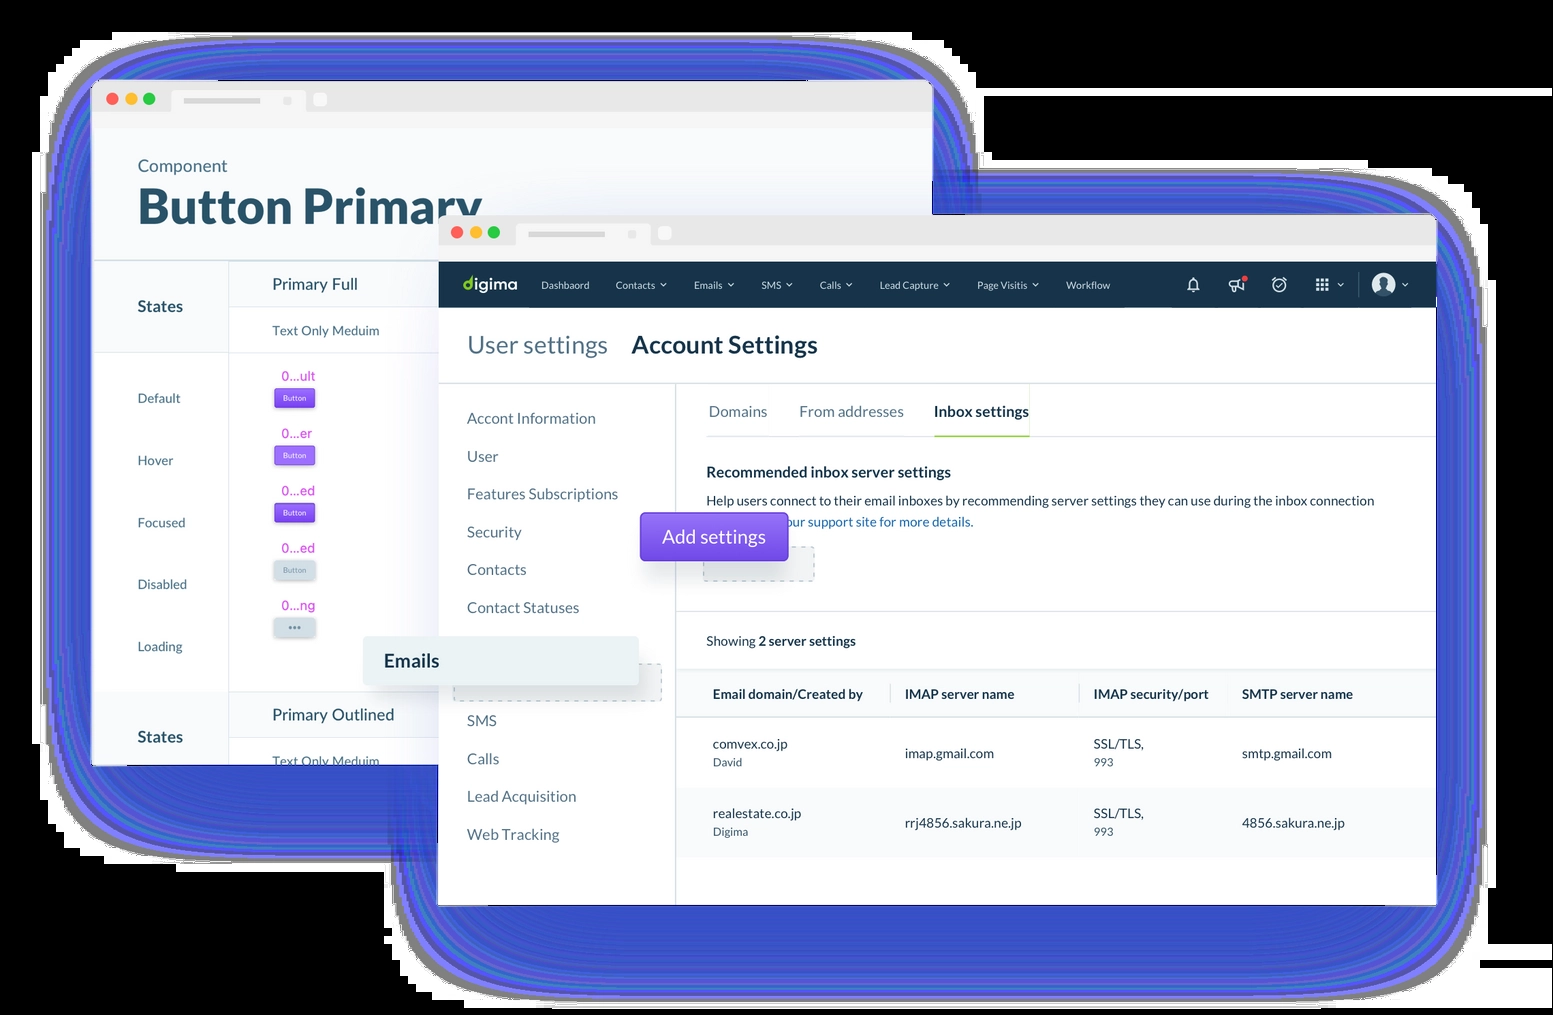 Component
Button Primary
States
Primary Full
Text Only Meduim
Default
0...ult
Button
Hover
0...er
Button
Focused
0...ed
Button
Disabled
0...ed
Button
Loading
0...ng
States
Primary Outlined
Text Only Meduim
digima Dashbaord Contacts Emails SMS Calls Lead Capture Page Visitis Workflow
User settings Account Settings
Accont Information
User
Features Subscriptions
Security
Contacts
Contact Statuses
Emails
SMS
Calls
Lead Acquisition
Web Tracking
Domains From addresses Inbox settings
Recommended inbox server settings
Help users connect to their email inboxes by recommending server settings they can use during the inbox connection
support site for more details.
Add settings
Showing 2 server settings
Email domain/Created by IMAP server name IMAP security/port SMTP server name
comvex.co.jp imap.gmail.com SSL/TLS, smtp.gmail.com
David 993
realestate.co.jp rrj4856.sakura.ne.jp SSL/TLS, 4856.sakura.ne.jp
Digima 993